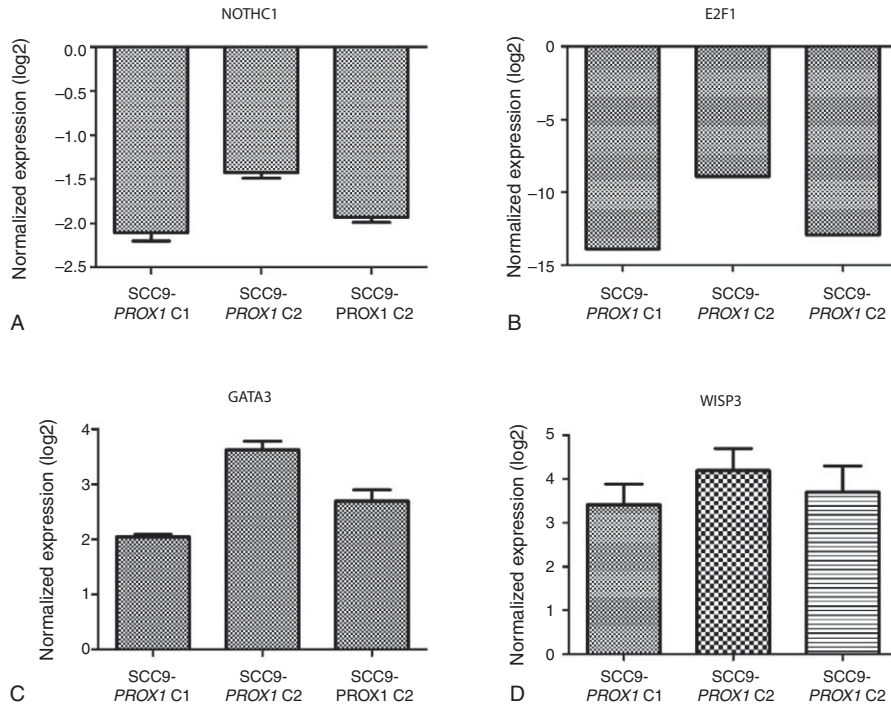 NOTHC1
Normalized expression (log2)
0.0
–0.5
–1.0
–1.5
–2.0
–2.5
SCC9-
PROX1 C1
SCC9-
PROX1 C2
SCC9-
PROX1 C2
A
E2F1
Normalized expression (log2)
0
–5
–10
–15
SCC9-
PROX1 C1
SCC9-
PROX1 C2
SCC9-
PROX1 C2
B
GATA3
Normalized expression (log2)
4
3
2
1
0
SCC9-
PROX1 C1
SCC9-
PROX1 C2
SCC9-
PROX1 C2
C
WISP3
Normalized expression (log2)
5
4
3
2
1
0
SCC9-
PROX1 C1
SCC9-
PROX1 C2
SCC9-
PROX1 C2
D